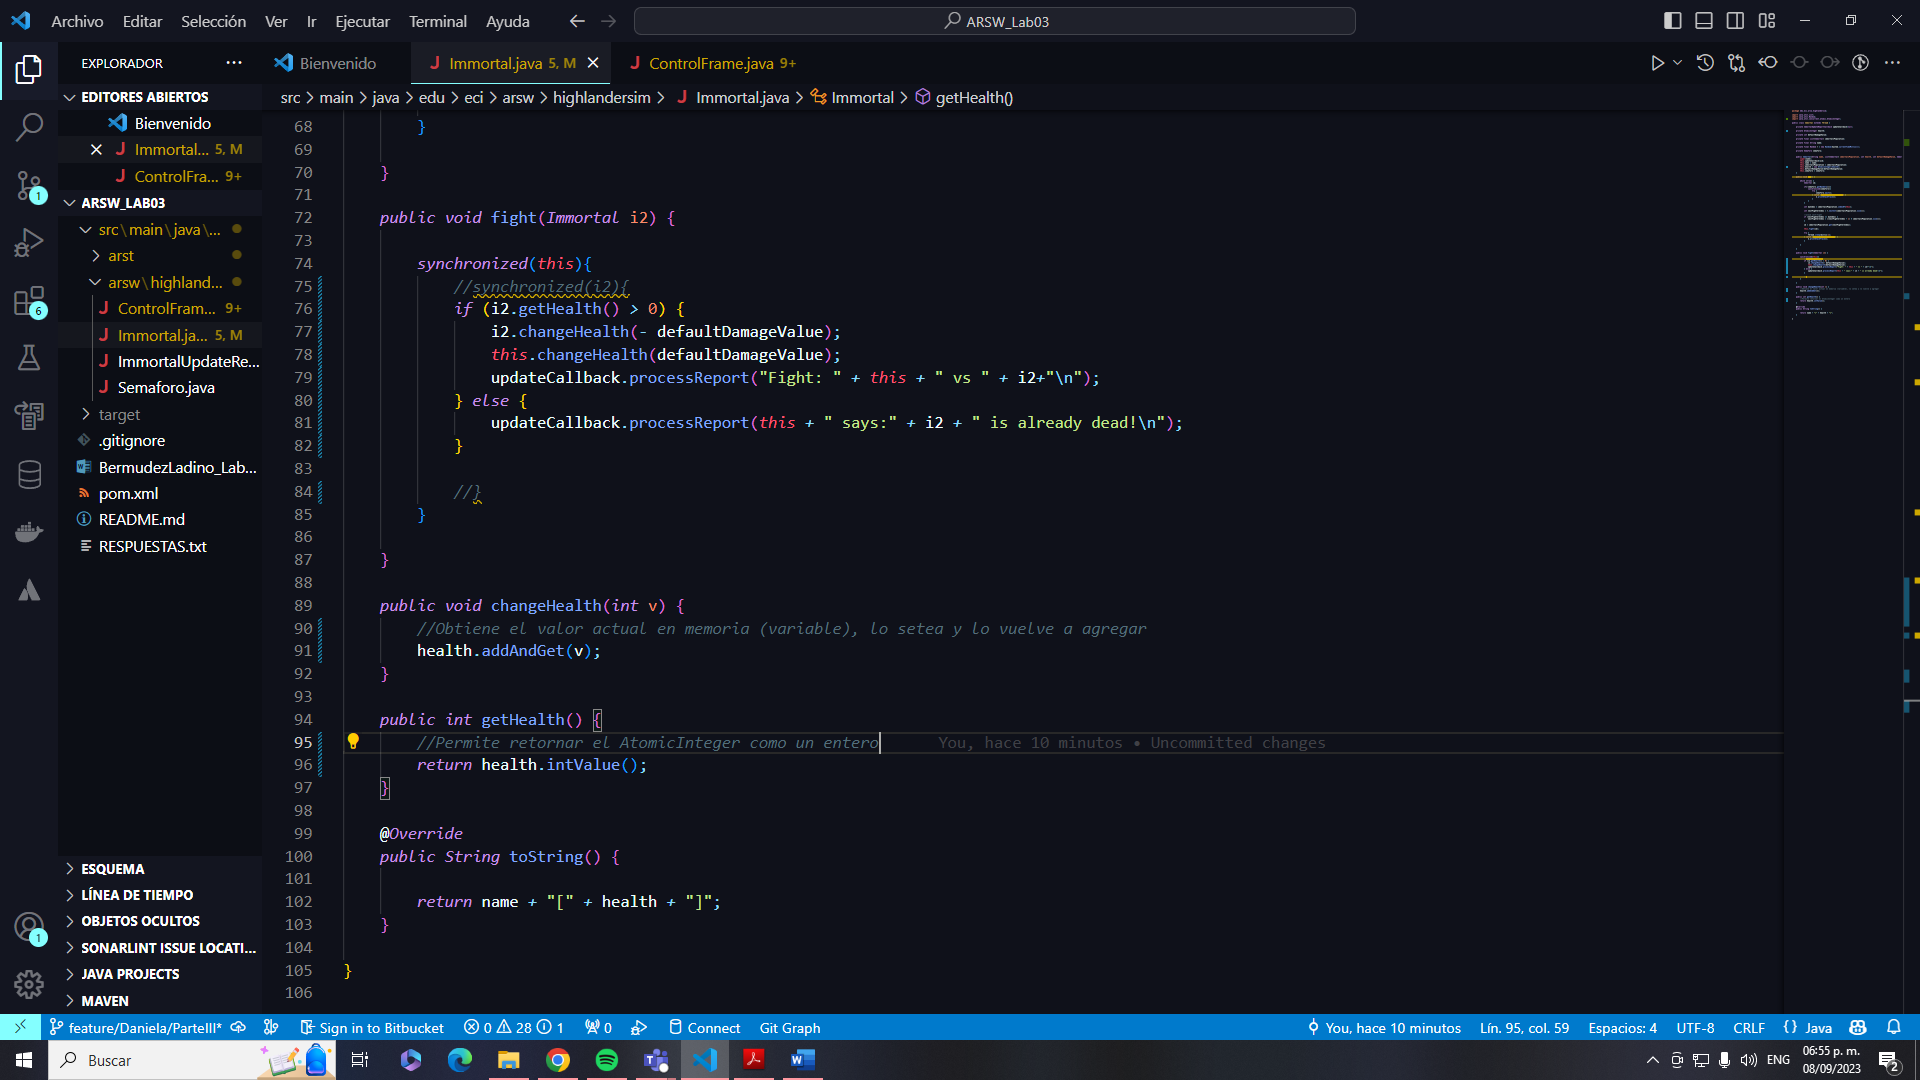 Archivo Editar Selección Ver Ir Ejecutar Terminal Ayuda
ARSW_Lab03
EXPLORADOR
Bienvenido
Immortal.java 5, M
ControlFrame.java 9+
EDITORES ABIERTOS
Bienvenido
Immortal... 5, M
ControlFra... 9+
ARSW_LAB03
src\main\java\...
arst
arsw\highland...
ControlFram... 9+
Immortal.ja... 5, M
ImmortalUpdateRe...
Semaforo.java
target
.gitignore
BermudezLadino_Lab...
pom.xml
README.md
RESPUESTAS.txt
ESQUEMA
LÍNEA DE TIEMPO
OBJETOS OCULTOS
SONARLINT ISSUE LOCATI...
JAVA PROJECTS
MAVEN
1
6
1
src > main > java > edu > eci > arsw > highlandersim > Immortal.java > Immortal > getHealth()
68 }
69
70 }
71
72 public void fight(Immortal i2) {
73
74 synchronized(this){
75 //synchronized(i2){
76 if (i2.getHealth() > 0) {
77 i2.changeHealth(- defaultDamageValue);
78 this.changeHealth(defaultDamageValue);
79 updateCallback.processReport("Fight: " + this + " vs " + i2+"\n");
80 } else {
81 updateCallback.processReport(this + " says:" + i2 + " is already dead!\n");
82 }
83
84 //}
85 }
86
87 }
88
89 public void changeHealth(int v) {
90 //Obtiene el valor actual en memoria (variable), lo setea y lo vuelve a agregar
91 health.addAndGet(v);
92 }
93
94 public int getHealth() {
95 //Permite retornar el AtomicInteger como un entero You, hace 10 minutos • Uncommitted changes
96 return health.intValue();
97 }
98
99 @Override
100 public String toString() {
101
102 return name + "[" + health + "]";
103 }
104
105 }
106
feature/Daniela/ParteIII* Sign in to Bitbucket 0 28 1 0 Connect Git Graph You, hace 10 minutos Lín. 95, col. 59 Espacios: 4 UTF-8 CRLF {} Java
Buscar
ENG
06:55 p. m.
08/09/2023
2